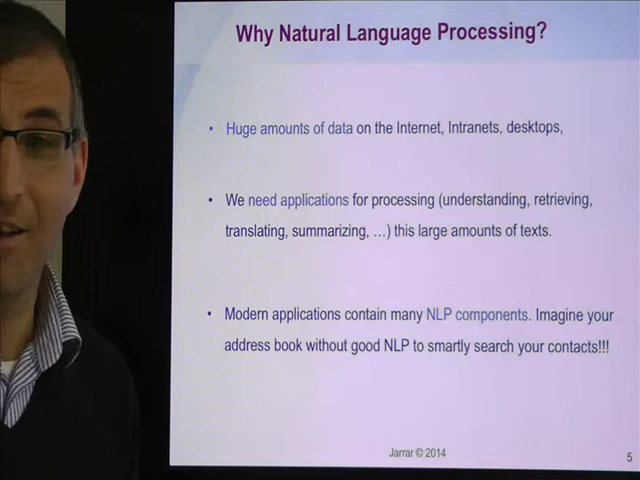 Why Natural Language Processing?
• Huge amounts of data on the Internet, Intranets, desktops,
• We need applications for processing (understanding, retrieving,
translating, summarizing, …) this large amounts of texts.
• Modern applications contain many NLP components. Imagine your
address book without good NLP to smartly search your contacts!!!
Jarrar © 2014
5